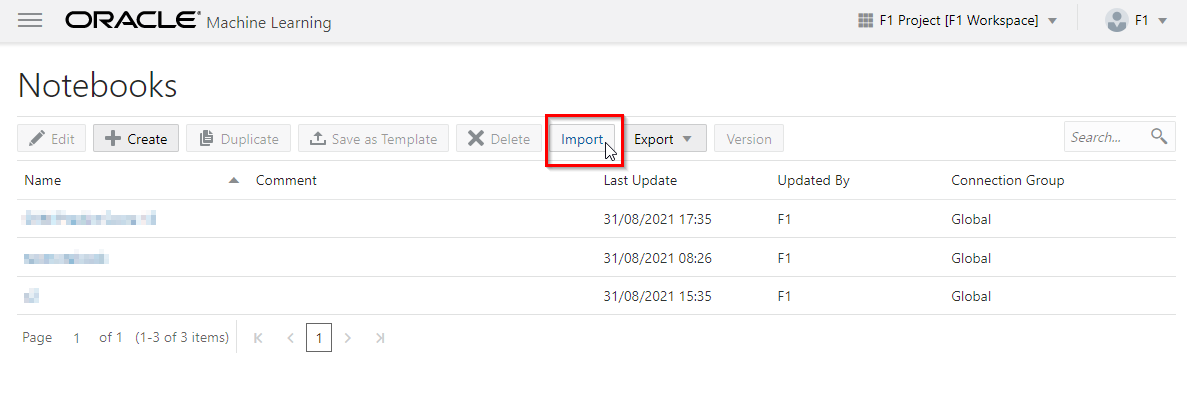 ORACLE Machine Learning F1 Project [F1 Workspace] F1
Notebooks
Edit Create Duplicate Save as Template Delete Import Export Version Search...
Name Comment Last Update Updated By Connection Group
31/08/2021 17:35 F1 Global
31/08/2021 08:26 F1 Global
31/08/2021 15:35 F1 Global
Page 1 of 1 (1-3 of 3 items) 1